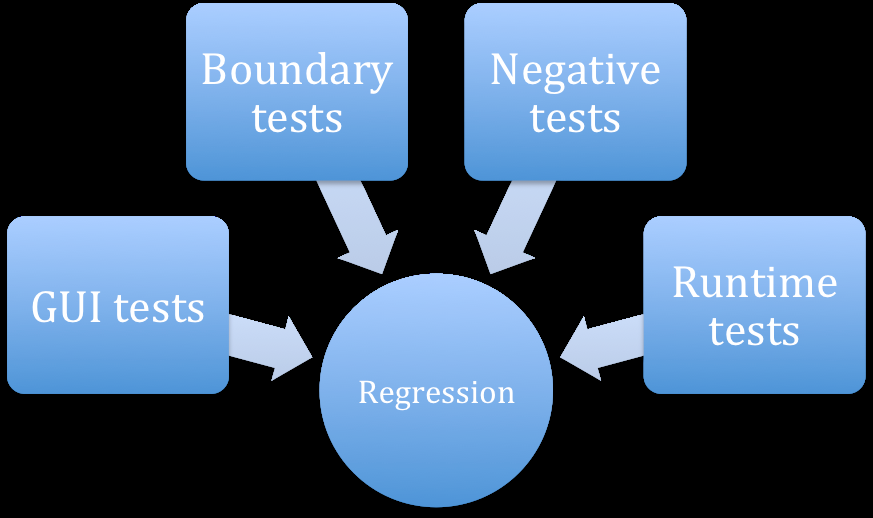 Boundary
tests
Negative
tests
GUI tests
Runtime
tests
Regression